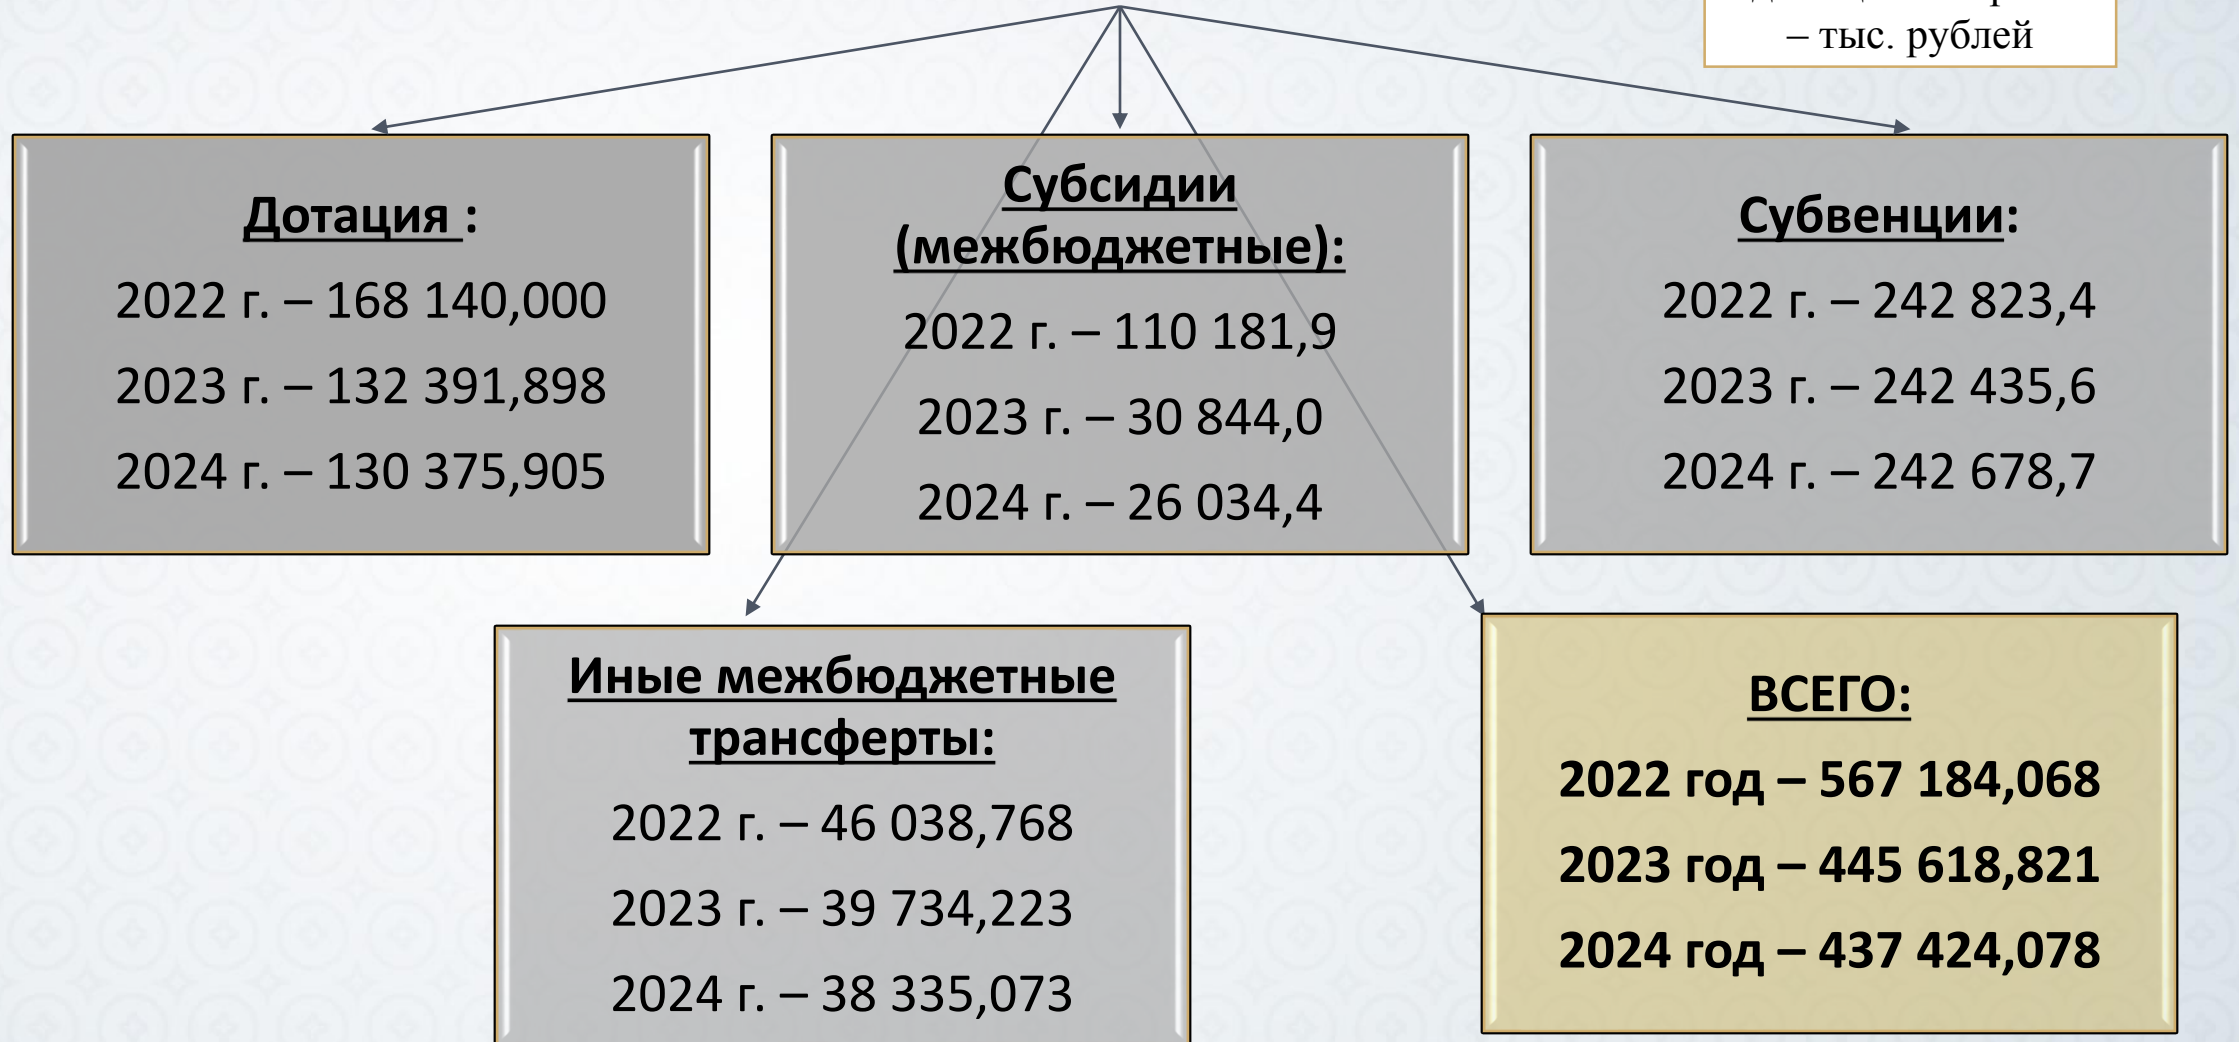 – тыс. рублей
Дотация :
2022 г. – 168 140,000
2023 г. – 132 391,898
2024 г. – 130 375,905
Субсидии
(межбюджетные):
2022 г. – 110 181,9
2023 г. – 30 844,0
2024 г. – 26 034,4
Субвенции:
2022 г. – 242 823,4
2023 г. – 242 435,6
2024 г. – 242 678,7
Иные межбюджетные
трансферты:
2022 г. – 46 038,768
2023 г. – 39 734,223
2024 г. – 38 335,073
ВСЕГО:
2022 год – 567 184,068
2023 год – 445 618,821
2024 год – 437 424,078